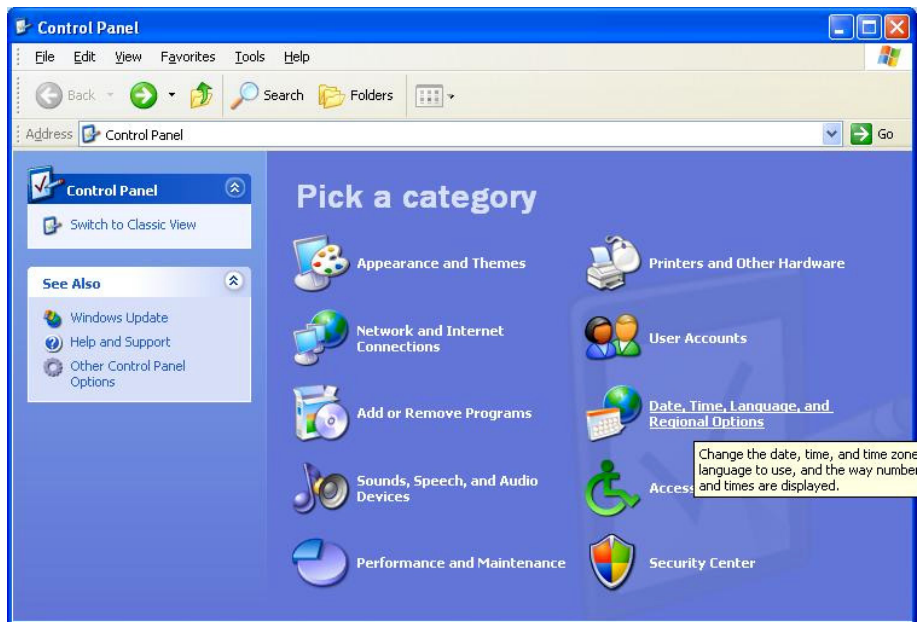 Control Panel
File Edit View Favorites Tools Help
Back Search Folders
Address Control Panel Go
Control Panel
Switch to Classic View
See Also
Windows Update
Help and Support
Other Control Panel
Options
Pick a category
Appearance and Themes
Printers and Other Hardware
Network and Internet
Connections
User Accounts
Add or Remove Programs
Date, Time, Language, and
Regional Options
Change the date, time, and time zone
language to use, and the way number
and times are displayed.
Sounds, Speech, and Audio
Devices
Access
Performance and Maintenance
Security Center